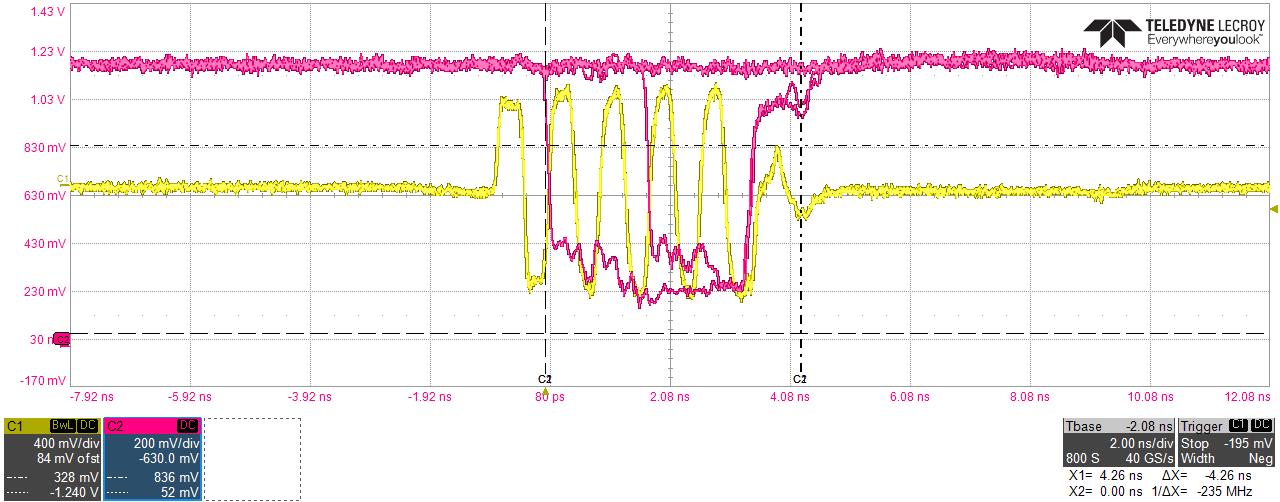 1.43 V
TELEDYNE LECROY
Everywhereyoulook™
1.23 V
1.03 V
830 mV
C1
630 mV
430 mV
230 mV
30 m C2
-170 mV
C2 C2
-7.92 ns -5.92 ns -3.92 ns -1.92 ns 80 ps 2.08 ns 4.08 ns 6.08 ns 8.08 ns 10.08 ns 12.08 ns
C1 BwL DC
400 mV/div
84 mV ofst
328 mV
-1.240 V
C2 DC
200 mV/div
-630.0 mV
836 mV
52 mV
Tbase -2.08 ns
2.00 ns/div
800 S 40 GS/s
Trigger C1 DC
Stop -195 mV
Width Neg
X1= 4.26 ns ΔX= -4.26 ns
X2= 0.00 ns 1/ΔX= -235 MHz